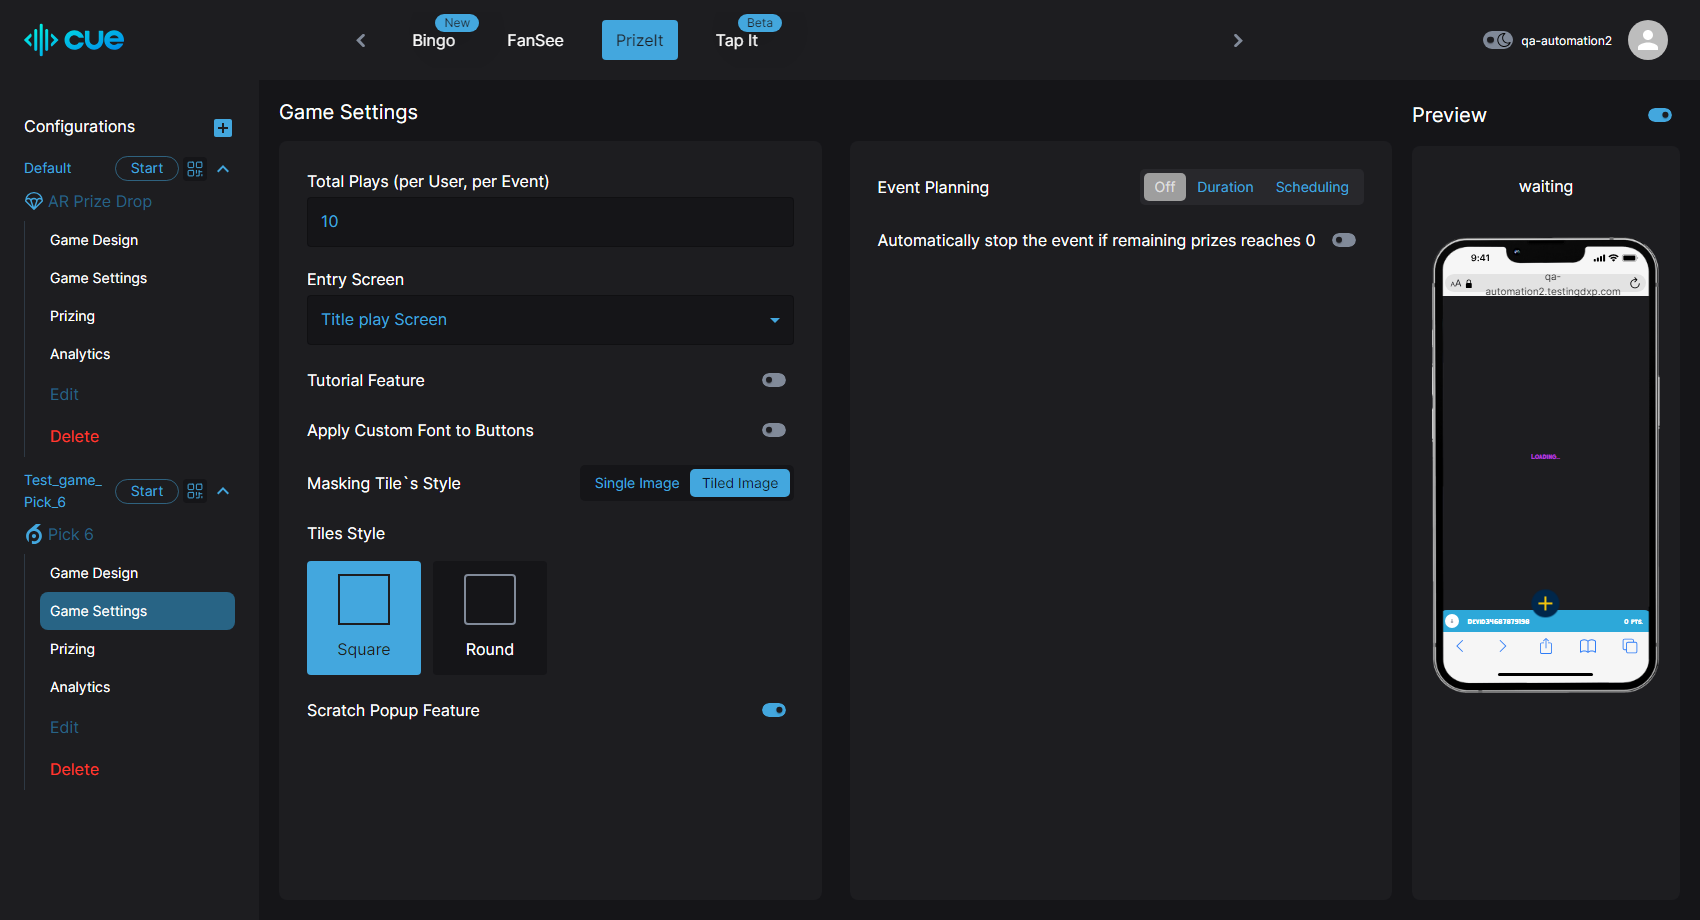 cue
New
Bingo
FanSee
PrizeIt
Beta
Tap It
qa-automation2
Configurations
Default
Start
AR Prize Drop
Game Design
Game Settings
Prizing
Analytics
Edit
Delete
Test_game_
Pick_6
Start
Pick 6
Game Design
Game Settings
Prizing
Analytics
Edit
Delete
Game Settings
Total Plays (per User, per Event)
10
Entry Screen
Title play Screen
Tutorial Feature
Apply Custom Font to Buttons
Masking Tile`s Style
Single Image
Tiled Image
Tiles Style
Square
Round
Scratch Popup Feature
Event Planning
Off
Duration
Scheduling
Automatically stop the event if remaining prizes reaches 0
Preview
waiting
9:41
AA
qa-
automation2.testingdxp.com
LOADING...
0 PTS.